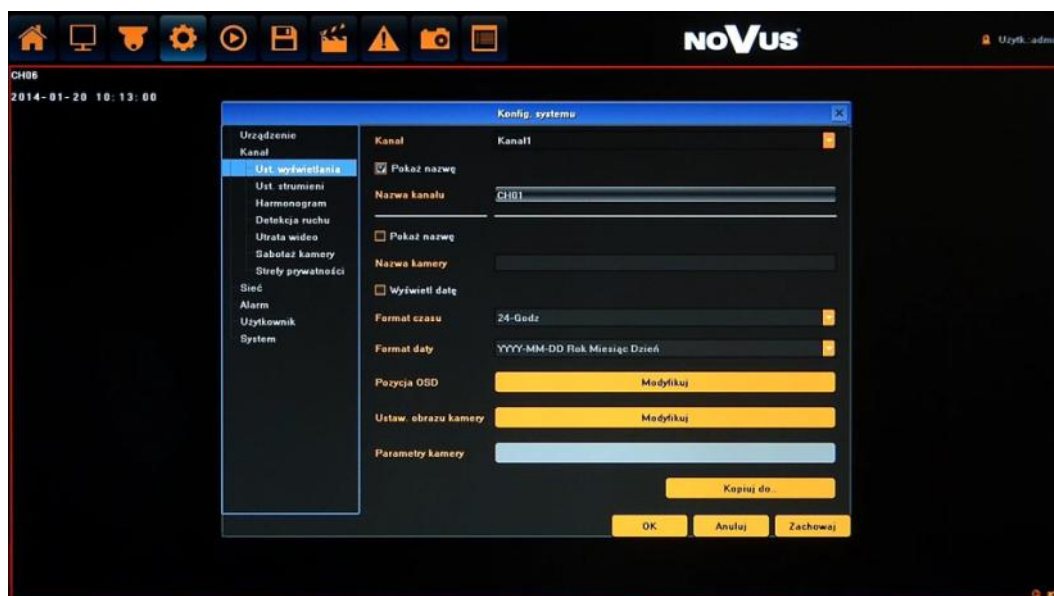 NOVUS
Użytk.:adm
CH06
2014-01-20 10:13:00
Konfig. systemu
Urządzenie
Kanał
Ust. wyświetlania
Ust. strumieni
Harmonogram
Detekcja ruchu
Utrata wideo
Sabotaż kamery
Strefy prywatności
Sieć
Alarm
Użytkownik
System
Kanał
Kanał1
Pokaż nazwę
Nazwa kanału
CH01
Pokaż nazwę
Nazwa kamery
Wyświetl datę
Format czasu
24-Godz
Format daty
YYYY-MM-DD Rok Miesiąc Dzień
Pozycja OSD
Modyfikuj
Ustaw. obrazu kamery
Modyfikuj
Parametry kamery
Kopiuj do..
OK
Anuluj
Zachowaj